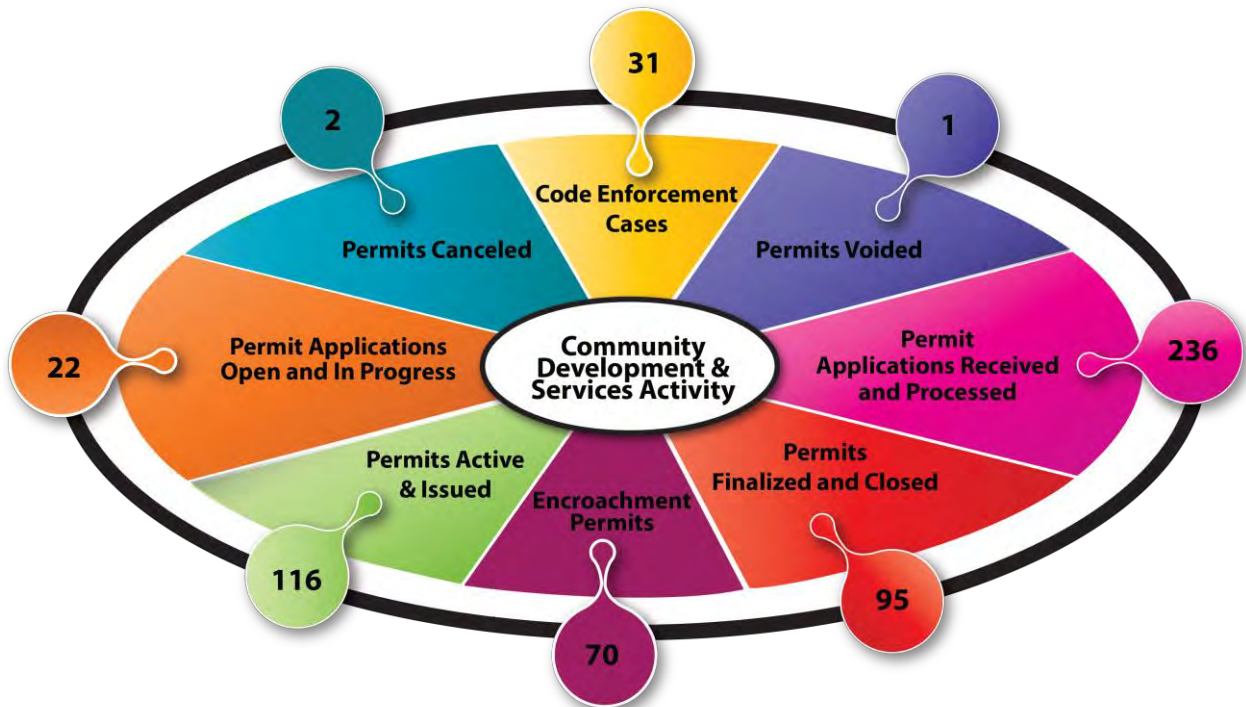 31
Code Enforcement
Cases
1
Permits Voided
236
Permit
Applications Received
and Processed
95
Permits
Finalized and Closed
70
Encroachment
Permits
116
Permits Active
& Issued
22
Permit Applications
Open and In Progress
2
Permits Canceled
Community
Development &
Services Activity